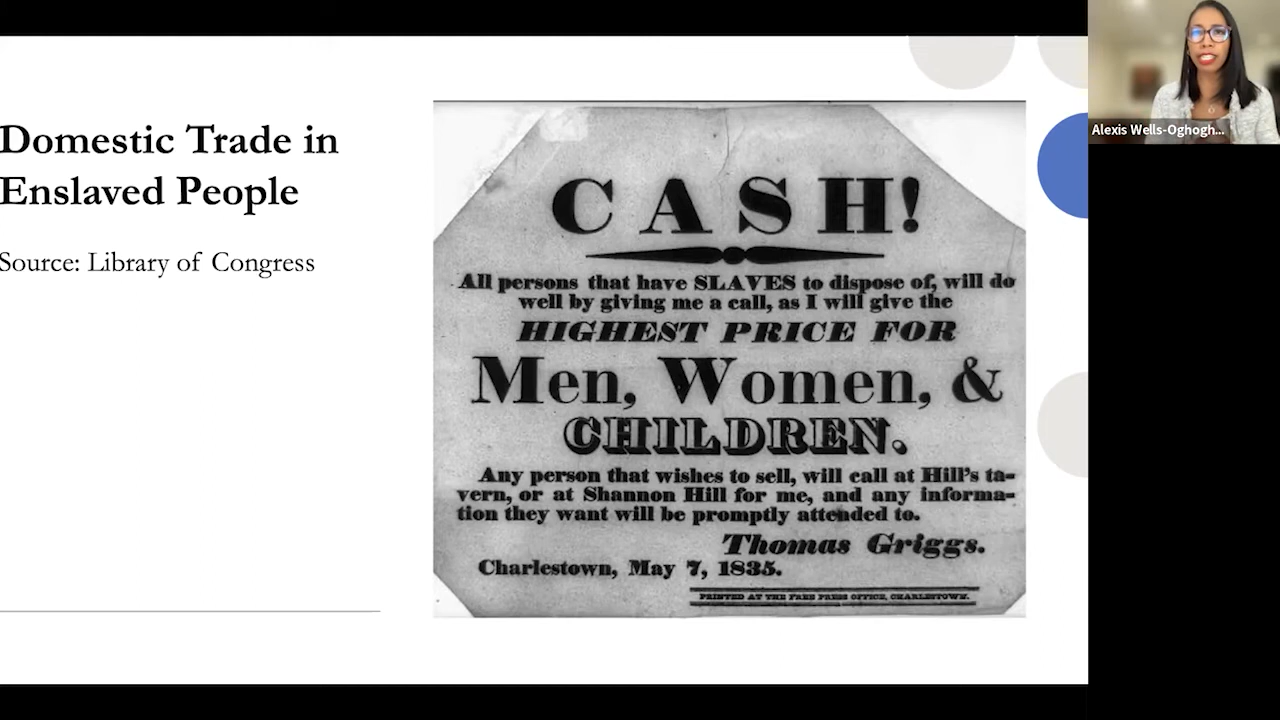 Domestic Trade in
Enslaved People
Source: Library of Congress
CASH!
All persons that have SLAVES to dispose of, will do
well by giving me a call, as I will give the
HIGHEST PRICE FOR
Men, Women, &
CHILDREN.
Any person that wishes to sell, will call at Hill's ta-
vern, or at Shannon Hill for me, and any informa-
tion they want will be promptly attended to.
Thomas Griggs.
Charlestown, May 7, 1835.
PRINTED AT THE FREE PRESS OFFICE, CHARLESTOWN.
Alexis Wells-Oghogh...